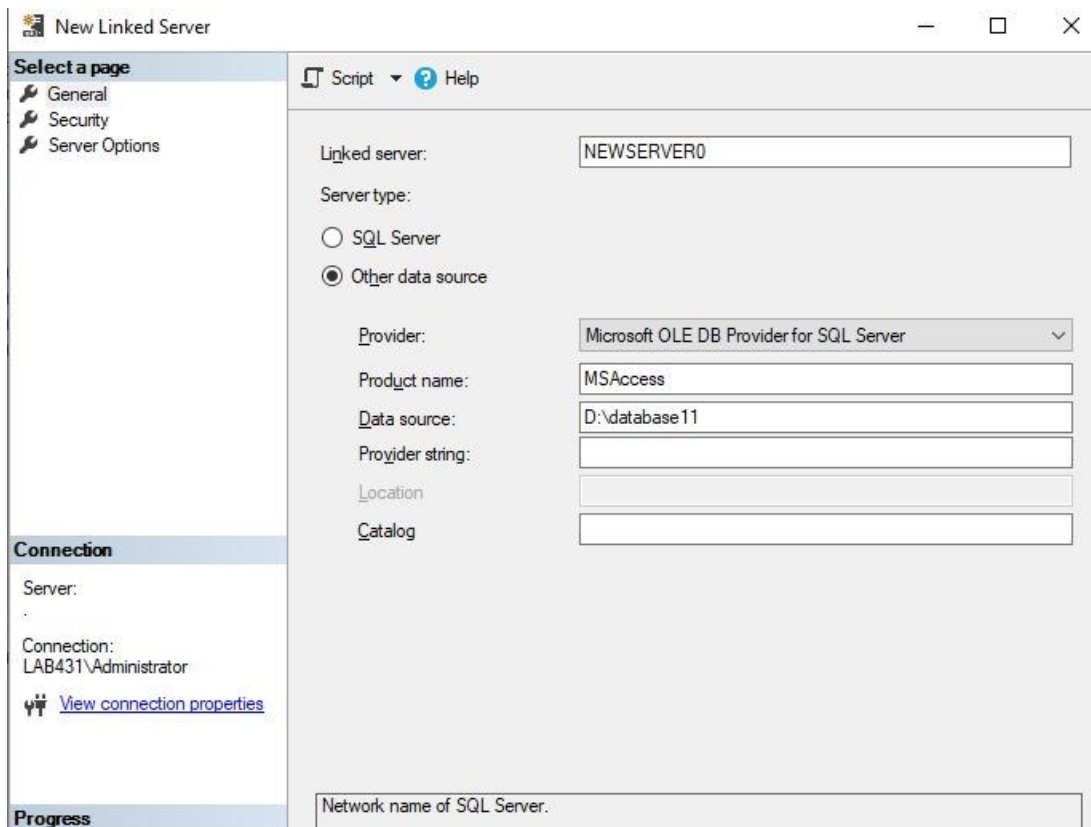 New Linked Server
Select a page
General
Security
Server Options
Script
Help
Linked server:
NEWSERVER0
Server type:
SQL Server
Other data source
Provider:
Microsoft OLE DB Provider for SQL Server
Product name:
MSAccess
Data source:
D:\database11
Provider string:
Location
Catalog
Connection
Server:
.
Connection:
LAB431\Administrator
View connection properties
Progress
Network name of SQL Server.